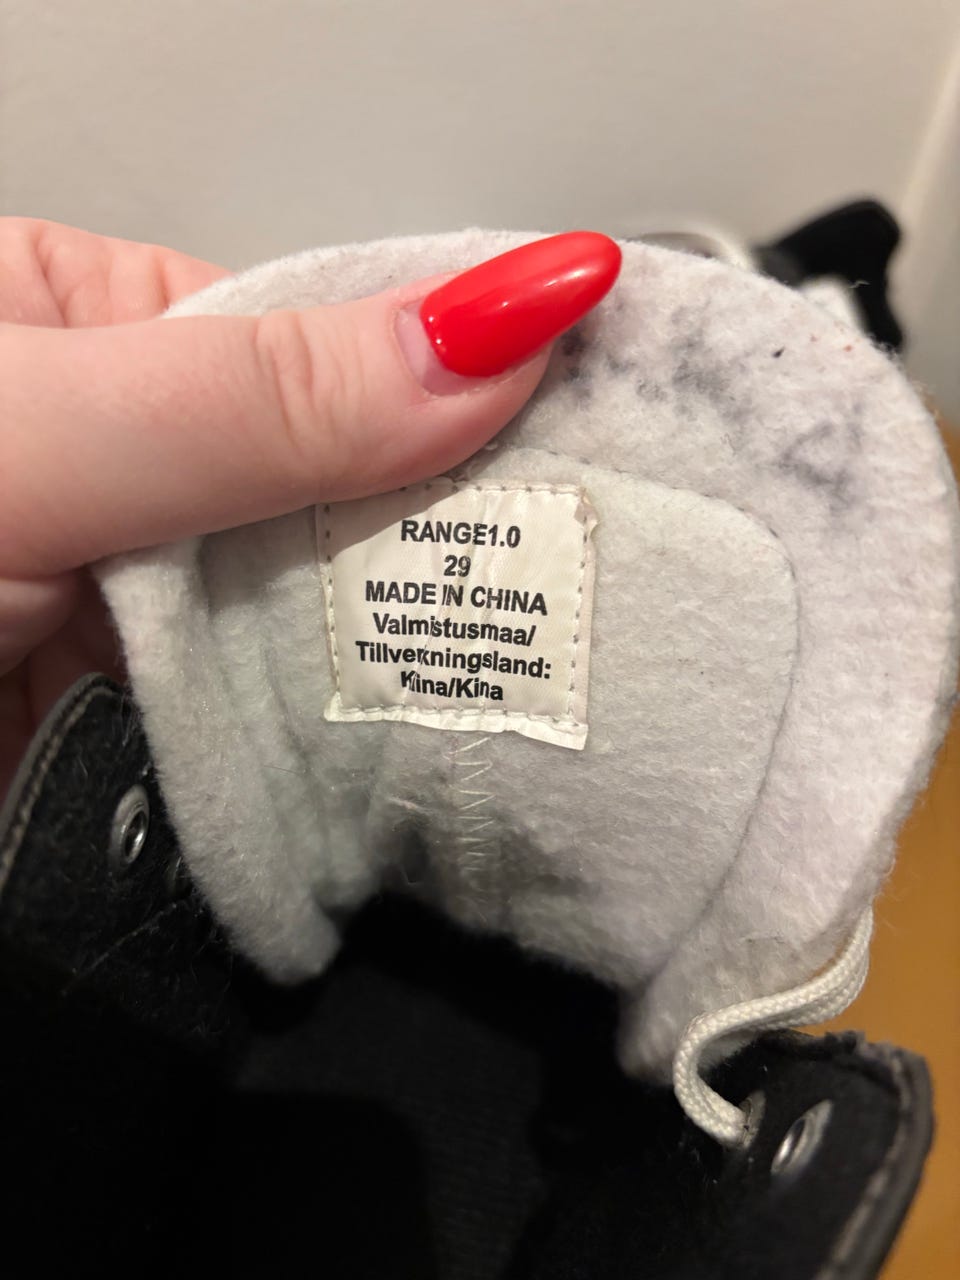 RANGE1.0
29
MADE IN CHINA
Valmistusmaa/
Tillverkningsland:
Kiina/Kina